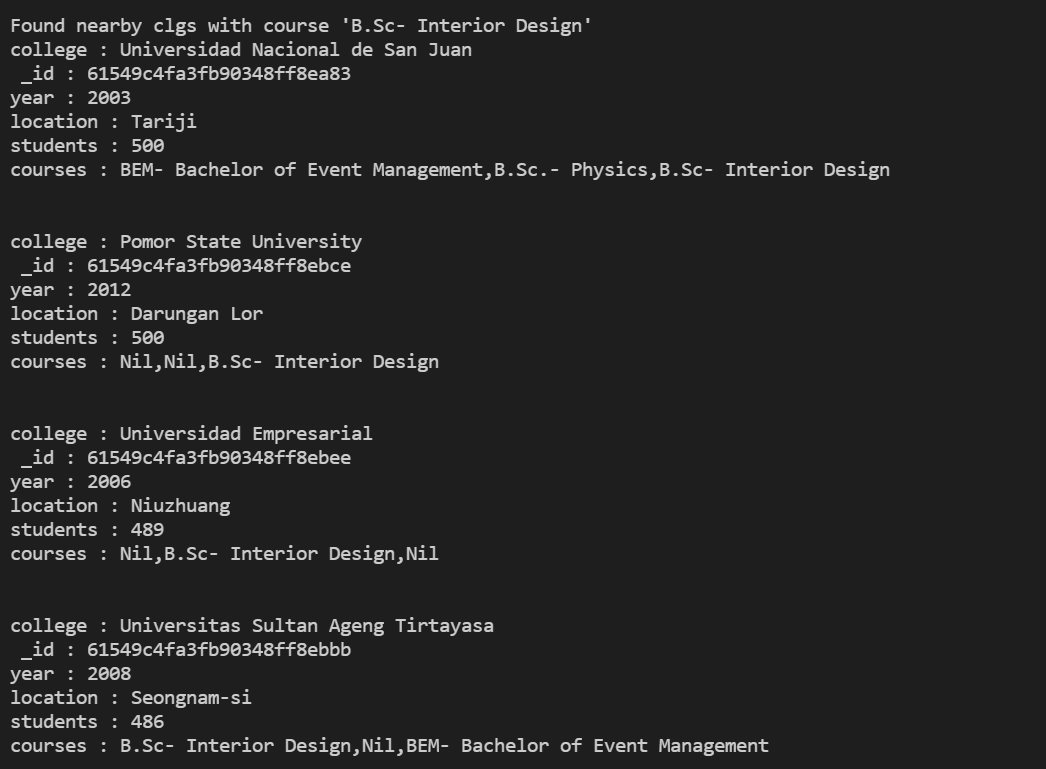 Found nearby clgs with course 'B.Sc- Interior Design'
college : Universidad Nacional de San Juan
 _id : 61549c4fa3fb90348ff8ea83
year : 2003
location : Tariji
students : 500
courses : BEM- Bachelor of Event Management,B.Sc.- Physics,B.Sc- Interior Design
college : Pomor State University
 _id : 61549c4fa3fb90348ff8ebce
year : 2012
location : Darungan Lor
students : 500
courses : Nil,Nil,B.Sc- Interior Design
college : Universidad Empresarial
 _id : 61549c4fa3fb90348ff8ebee
year : 2006
location : Niuzhuang
students : 489
courses : Nil,B.Sc- Interior Design,Nil
college : Universitas Sultan Ageng Tirtayasa
 _id : 61549c4fa3fb90348ff8ebbb
year : 2008
location : Seongnam-si
students : 486
courses : B.Sc- Interior Design,Nil,BEM- Bachelor of Event Management